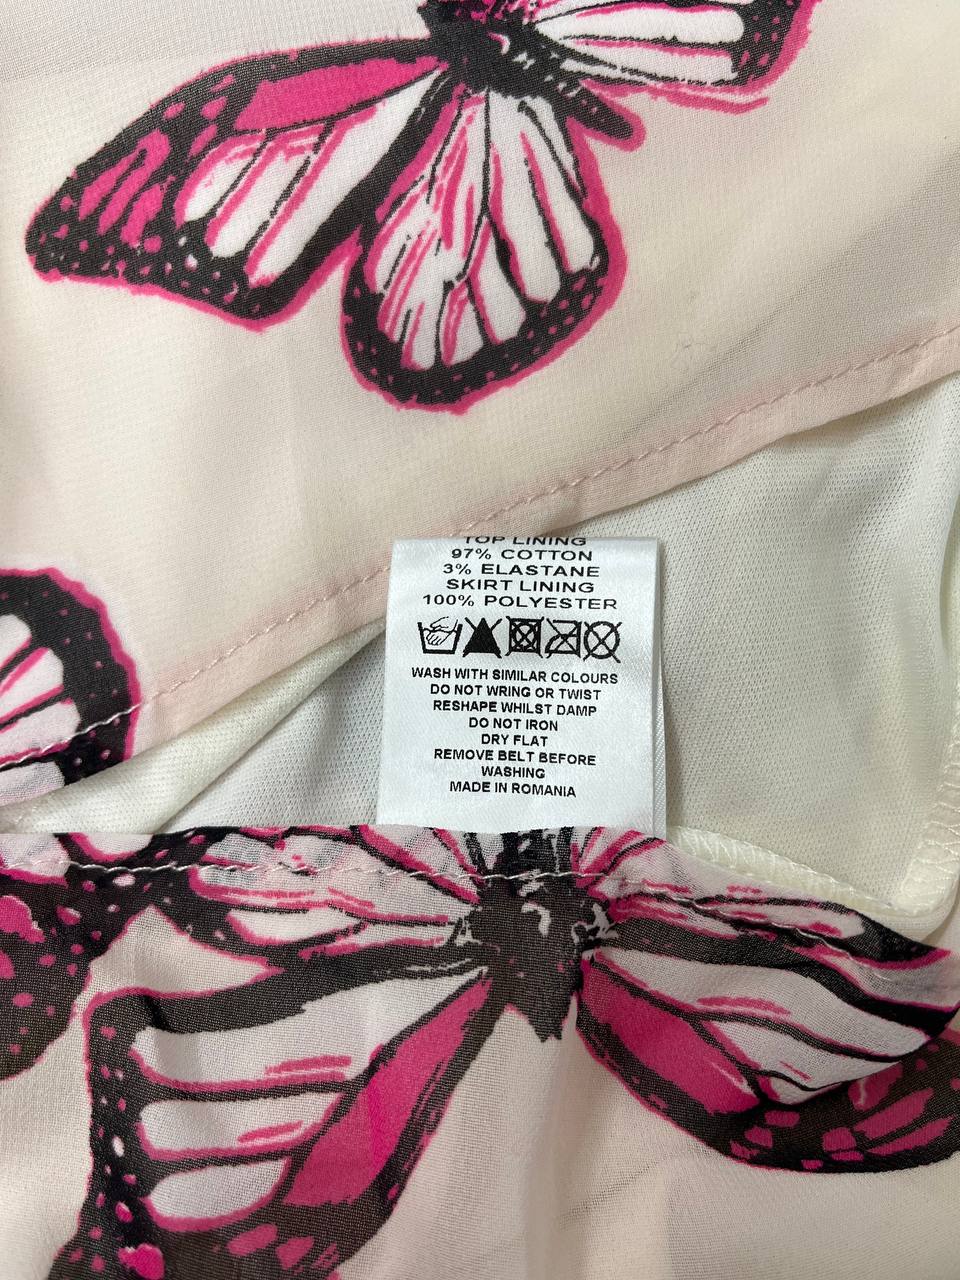 TOP LINING
97% COTTON
3% ELASTANE
SKIRT LINING
100% POLYESTER
WASH WITH SIMILAR COLOURS
DO NOT WRING OR TWIST
RESHAPE WHILST DAMP
DO NOT IRON
DRY FLAT
REMOVE BELT BEFORE
WASHING
MADE IN ROMANIA